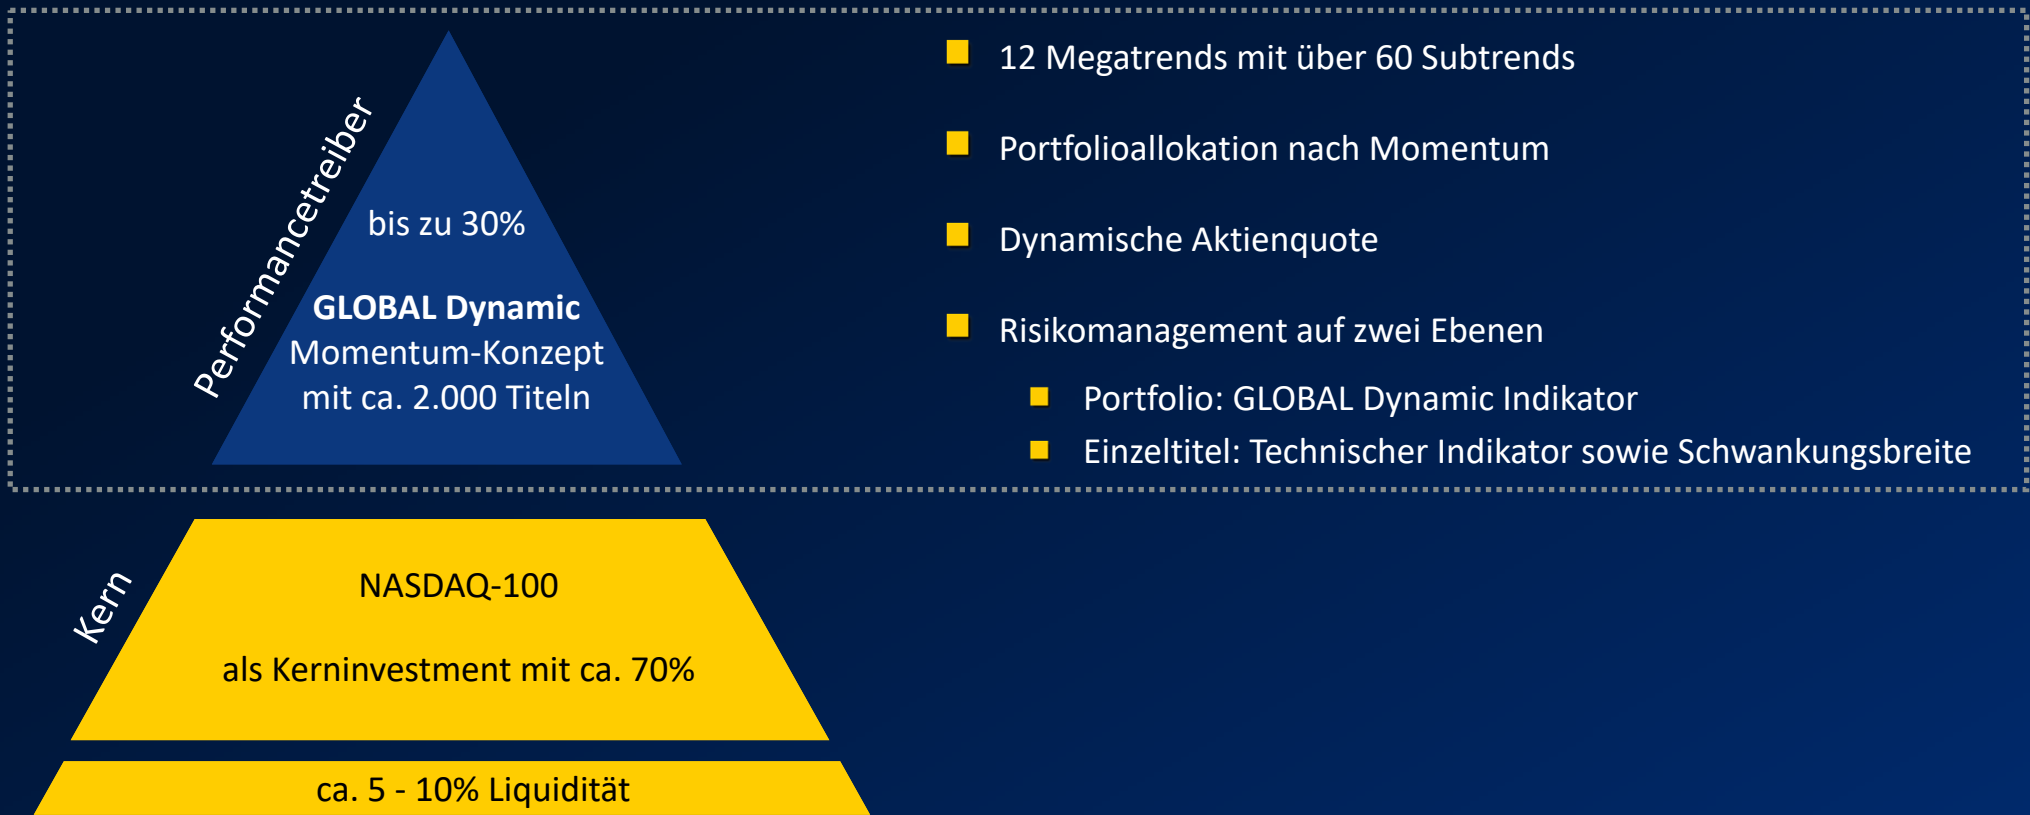 Performancetreiber
bis zu 30%
GLOBAL Dynamic
Momentum-Konzept
mit ca. 2.000 Titeln
12 Megatrends mit über 60 Subtrends
Portfolioallokation nach Momentum
Dynamische Aktienquote
Risikomanagement auf zwei Ebenen
Portfolio: GLOBAL Dynamic Indikator
Einzeltitel: Technischer Indikator sowie Schwankungsbreite
Kern
NASDAQ-100
als Kerninvestment mit ca. 70%
ca. 5 - 10% Liquidität